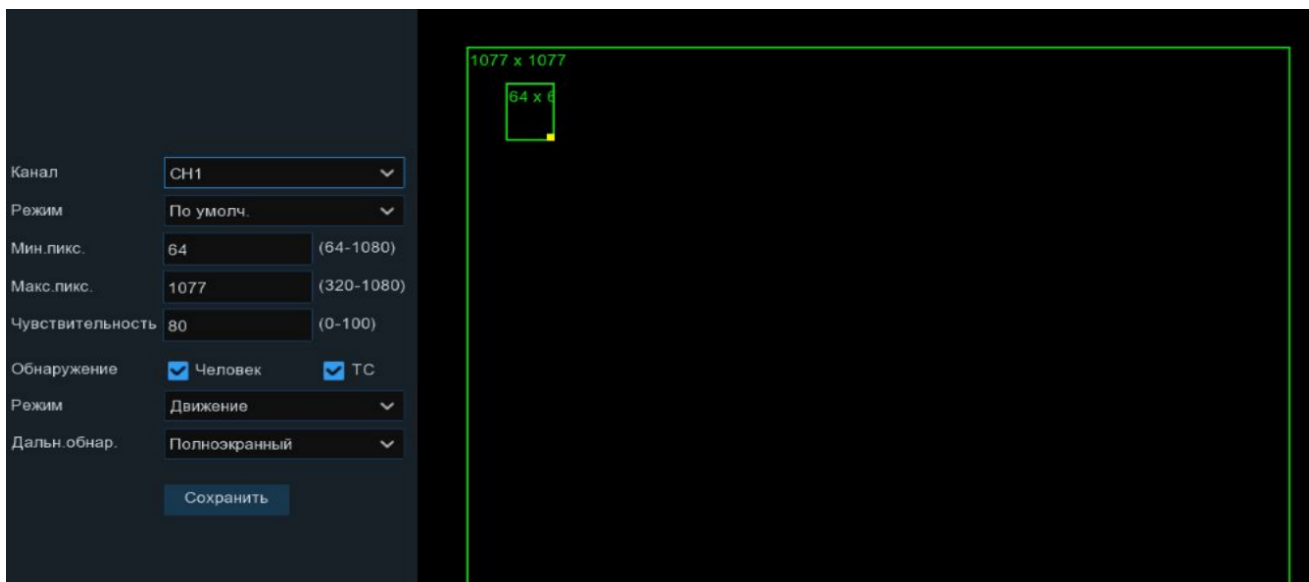 1077 x 1077
64 x 6
Канал CH1
Режим По умолч.
Мин.пикс. 64 (64-1080)
Макс.пикс. 1077 (320-1080)
Чувствительность 80 (0-100)
Обнаружение Человек ТС
Режим Движение
Дальн.обнар. Полноэкранный
Сохранить